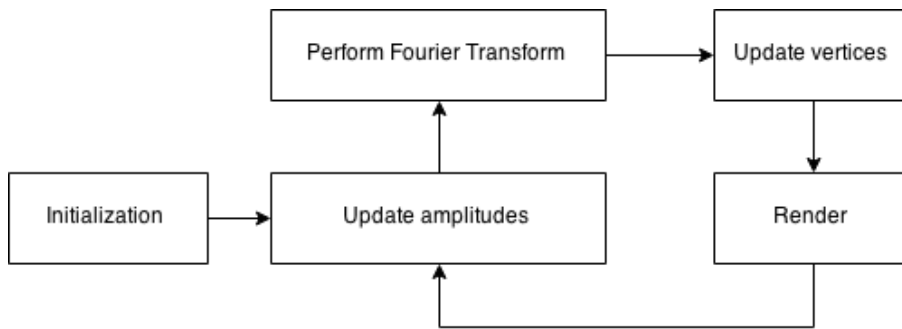 Perform Fourier Transform
Update vertices
Initialization
Update amplitudes
Render